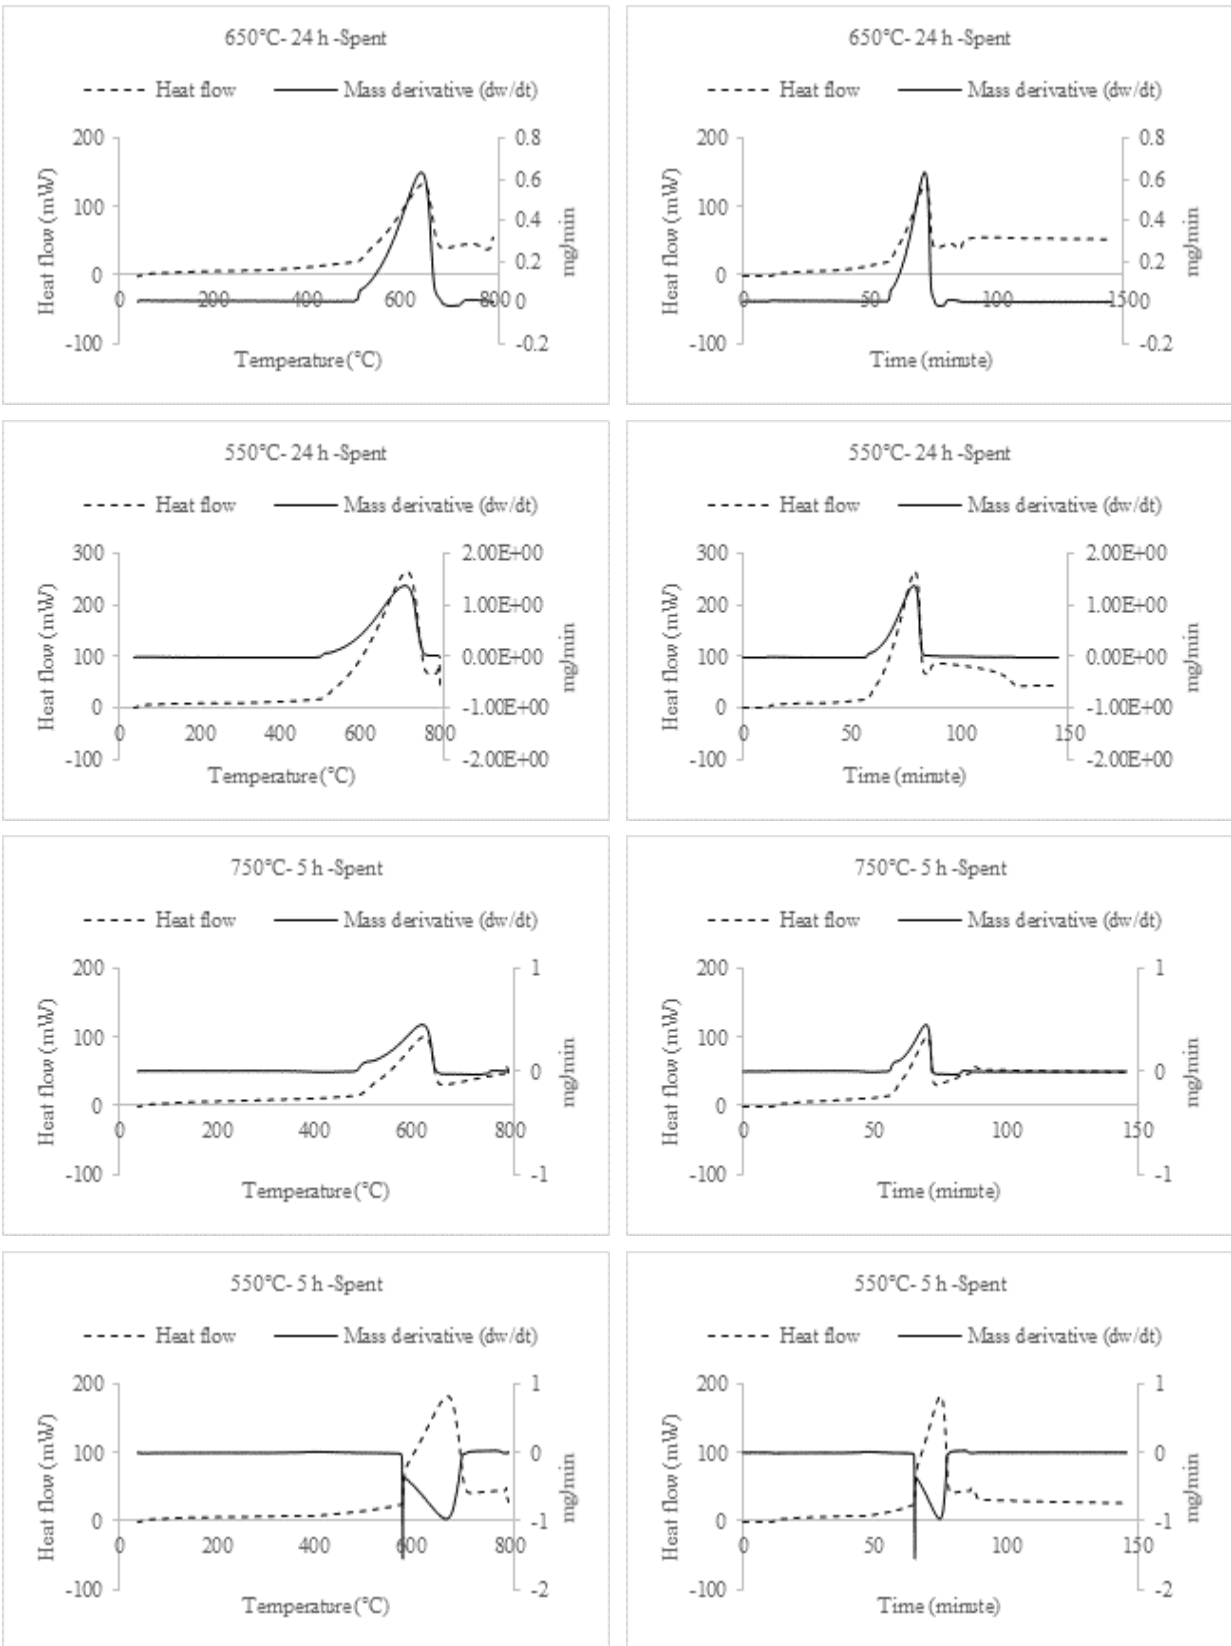 650°C- 24 h -Spent
Heat flow
Mass derivative (dw/dt)
200
100
0
-100
Heat flow (mW)
0.8
0.6
0.4
0.2
0
-0.2
mg/min
0 200 400 600 800
Temperature (°C)
650°C- 24 h -Spent
Heat flow
Mass derivative (dw/dt)
200
100
0
-100
Heat flow (mW)
0.8
0.6
0.4
0.2
0
-0.2
mg/min
0 50 100 150
Time (minute)
550°C- 24 h -Spent
Heat flow
Mass derivative (dw/dt)
300
200
100
0
-100
Heat flow (mW)
2.00E+00
1.00E+00
0.00E+00
-1.00E+00
-2.00E+00
mg/min
0 200 400 600 800
Temperature (°C)
550°C- 24 h -Spent
Heat flow
Mass derivative (dw/dt)
300
200
100
0
-100
Heat flow (mW)
2.00E+00
1.00E+00
0.00E+00
-1.00E+00
-2.00E+00
mg/min
0 50 100 150
Time (minute)
750°C- 5 h -Spent
Heat flow
Mass derivative (dw/dt)
200
100
0
-100
Heat flow (mW)
1
0
-1
mg/min
0 200 400 600 800
Temperature (°C)
750°C- 5 h -Spent
Heat flow
Mass derivative (dw/dt)
200
100
0
-100
Heat flow (mW)
1
0
-1
mg/min
0 50 100 150
Time (minute)
550°C- 5 h -Spent
Heat flow
Mass derivative (dw/dt)
200
100
0
-100
Heat flow (mW)
1
0
-1
-2
mg/min
0 200 400 600 800
Temperature (°C)
550°C- 5 h -Spent
Heat flow
Mass derivative (dw/dt)
200
100
0
-100
Heat flow (mW)
1
0
-1
-2
mg/min
0 50 100 150
Time (minute)